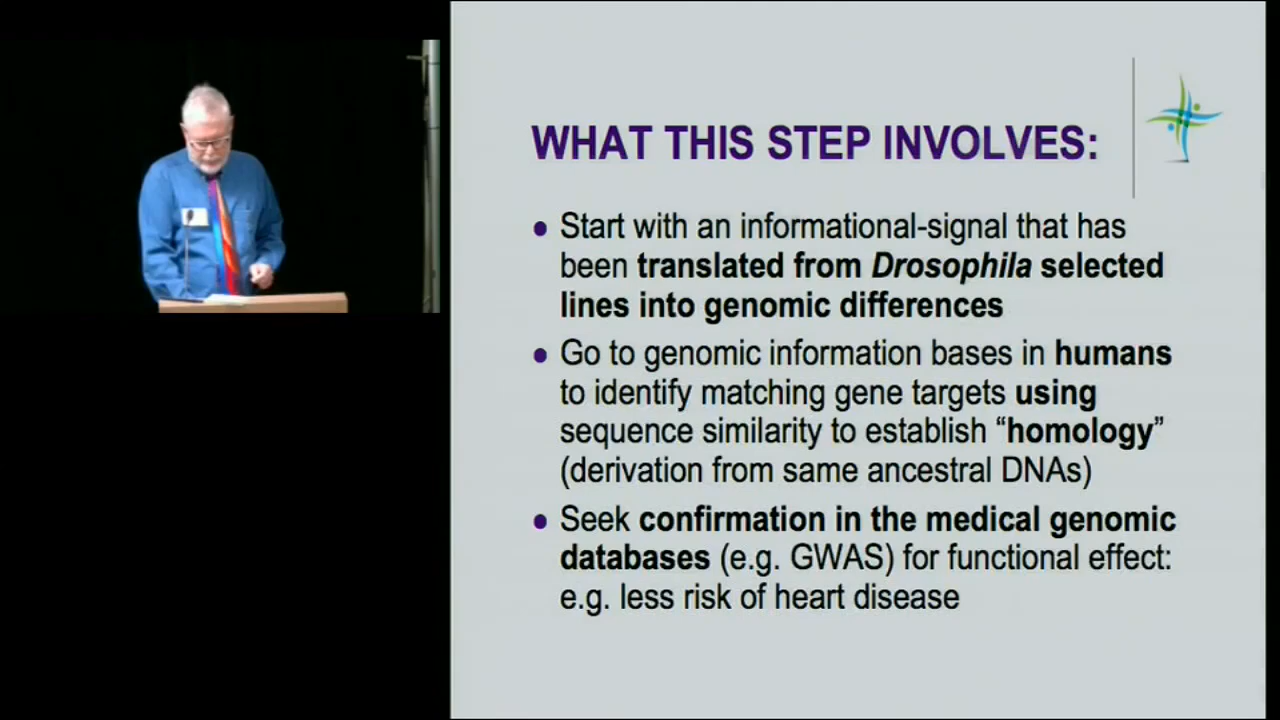 WHAT THIS STEP INVOLVES:
● Start with an informational-signal that has
been translated from Drosophila selected
lines into genomic differences
● Go to genomic information bases in humans
to identify matching gene targets using
sequence similarity to establish “homology”
(derivation from same ancestral DNAs)
● Seek confirmation in the medical genomic
databases (e.g. GWAS) for functional effect:
e.g. less risk of heart disease